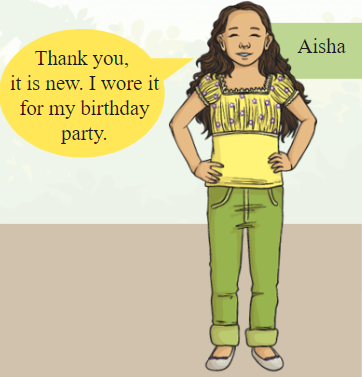 Aisha
Thank you,
it is new. I wore it
for my birthday
party.